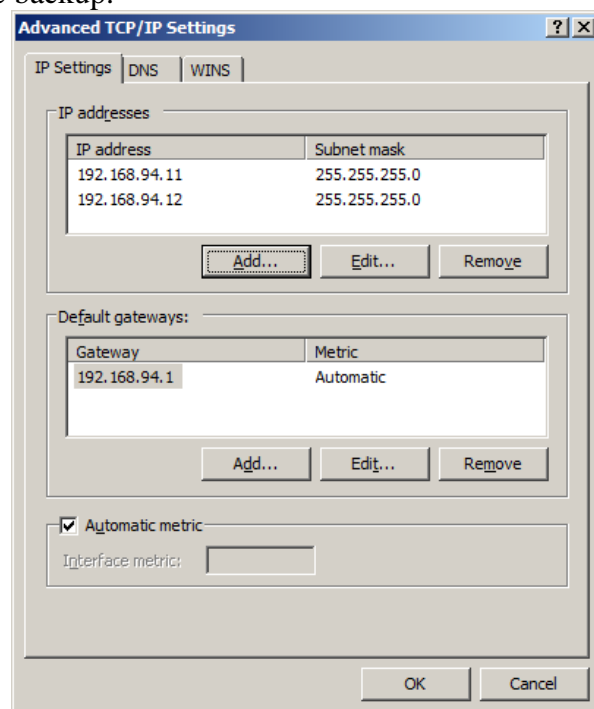 backup.
Advanced TCP/IP Settings ? X
IP Settings DNS WINS
IP addresses
IP address Subnet mask
192.168.94.11 255.255.255.0
192.168.94.12 255.255.255.0
Add... Edit... Remove
Default gateways:
Gateway Metric
192.168.94.1 Automatic
Add... Edit... Remove
Automatic metric
Interface metric:
OK Cancel